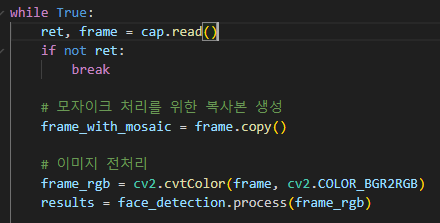 while True:
    ret, frame = cap.read()
    if not ret:
        break
    # 모자이크 처리를 위한 복사본 생성
    frame_with_mosaic = frame.copy()
    # 이미지 전처리
    frame_rgb = cv2.cvtColor(frame, cv2.COLOR_BGR2RGB)
    results = face_detection.process(frame_rgb)